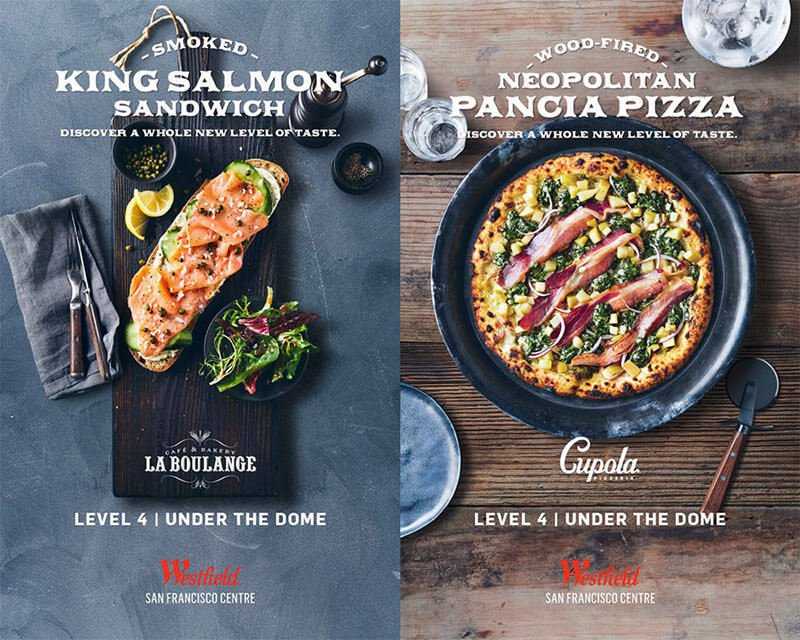 - SMOKED -
KING SALMON
SANDWICH
DISCOVER A WHOLE NEW LEVEL OF TASTE.
CAFÉ & BAKERY
LA BOULANGE
LEVEL 4 | UNDER THE DOME
Westfield
SAN FRANCISCO CENTRE
- WOOD-FIRED -
NEOPOLITAN
PANCIA PIZZA
DISCOVER A WHOLE NEW LEVEL OF TASTE.
Cupola
PIZZERIA
LEVEL 4 | UNDER THE DOME
Westfield
SAN FRANCISCO CENTRE